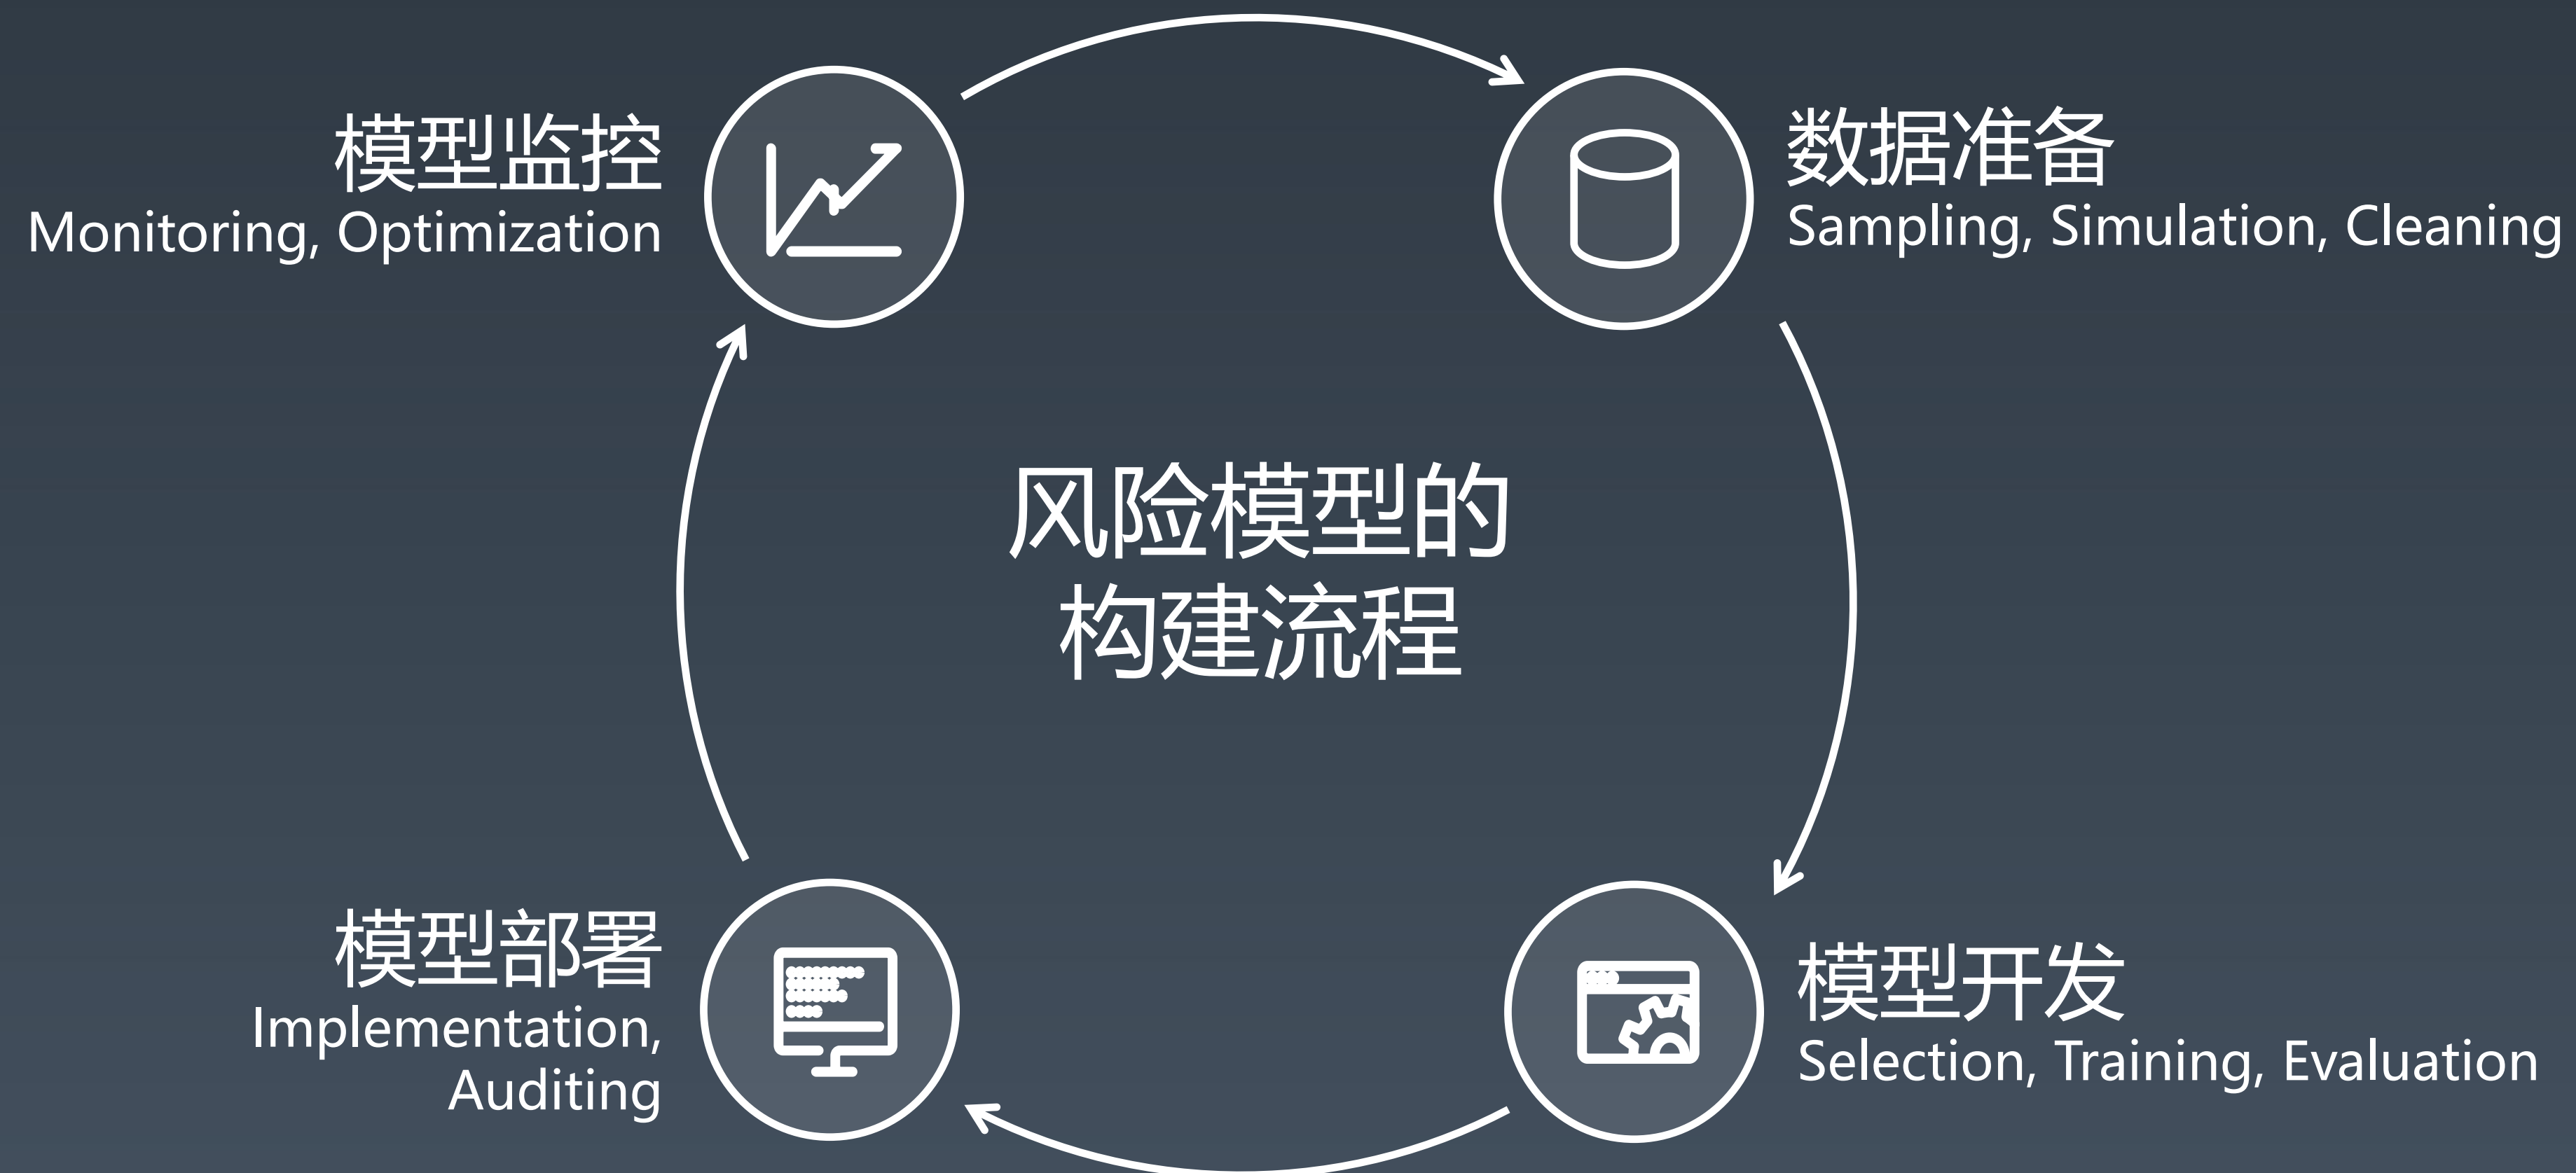 模型监控
Monitoring, Optimization
数据准备
Sampling, Simulation, Cleaning
风险模型的
构建流程
模型部署
Implementation,
Auditing
模型开发
Selection, Training, Evaluation